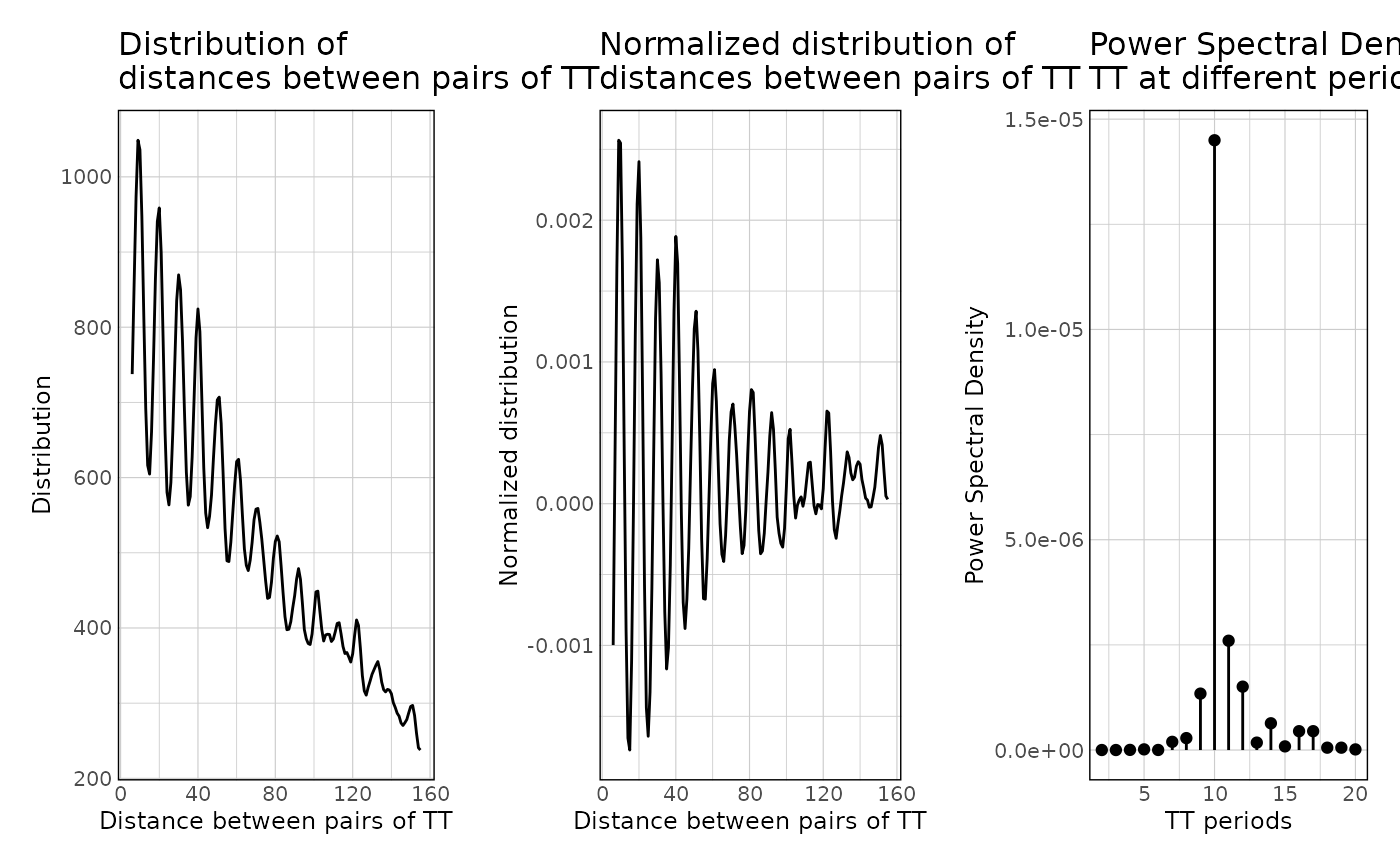 Distribution of
distances between pairs of TT
Normalized distribution of
distances between pairs of TT
Power Spectral Den
TT at different perio
1000
800
600
400
200
0 40 80 120 160
Distribution
Distance between pairs of TT
0.002
0.001
0.000
-0.001
0 40 80 120 160
Normalized distribution
Distance between pairs of TT
1.5e-05
1.0e-05
5.0e-06
0.0e+00
5 10 15 20
Power Spectral Density
TT periods